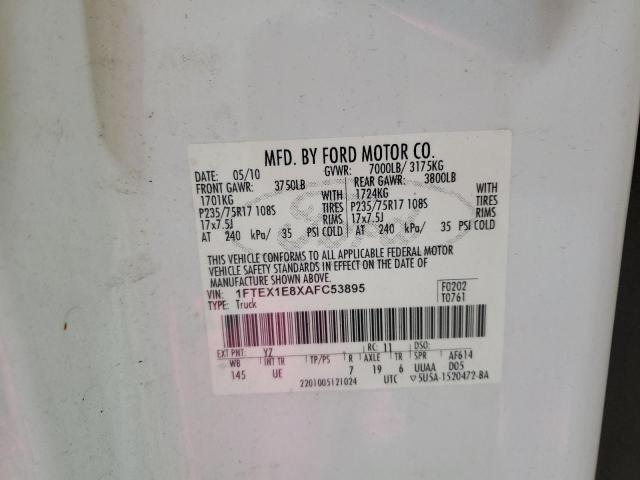 MFD. BY FORD MOTOR CO.
DATE: 05/10 GVWR: 7000LB/ 3175KG
FRONT GAWR: 3750LB REAR GAWR: 3800LB
1701KG WITH 1724KG WITH
P235/75R17 108S TIRES P235/75R17 108S TIRES
17x7.5J RIMS 17x7.5J RIMS
AT 240 kPa/ 35 PSI COLD AT 240 kPa/ 35 PSI COLD
THIS VEHICLE CONFORMS TO ALL APPLICABLE FEDERAL MOTOR
VEHICLE SAFETY STANDARDS IN EFFECT ON THE DATE OF
MANUFACTURE SHOWN ABOVE.
VIN: 1FTEX1E8XAFC53895 F0202
TYPE: Truck T0761
EXT PNT: YZ RC: 11 DSO:
WB INT TR TP/PS R AXLE TR SPR AF614
145 UE 7 19 6 UUAA D05
2201005121024 UTC ▽5USA-1520472-BA